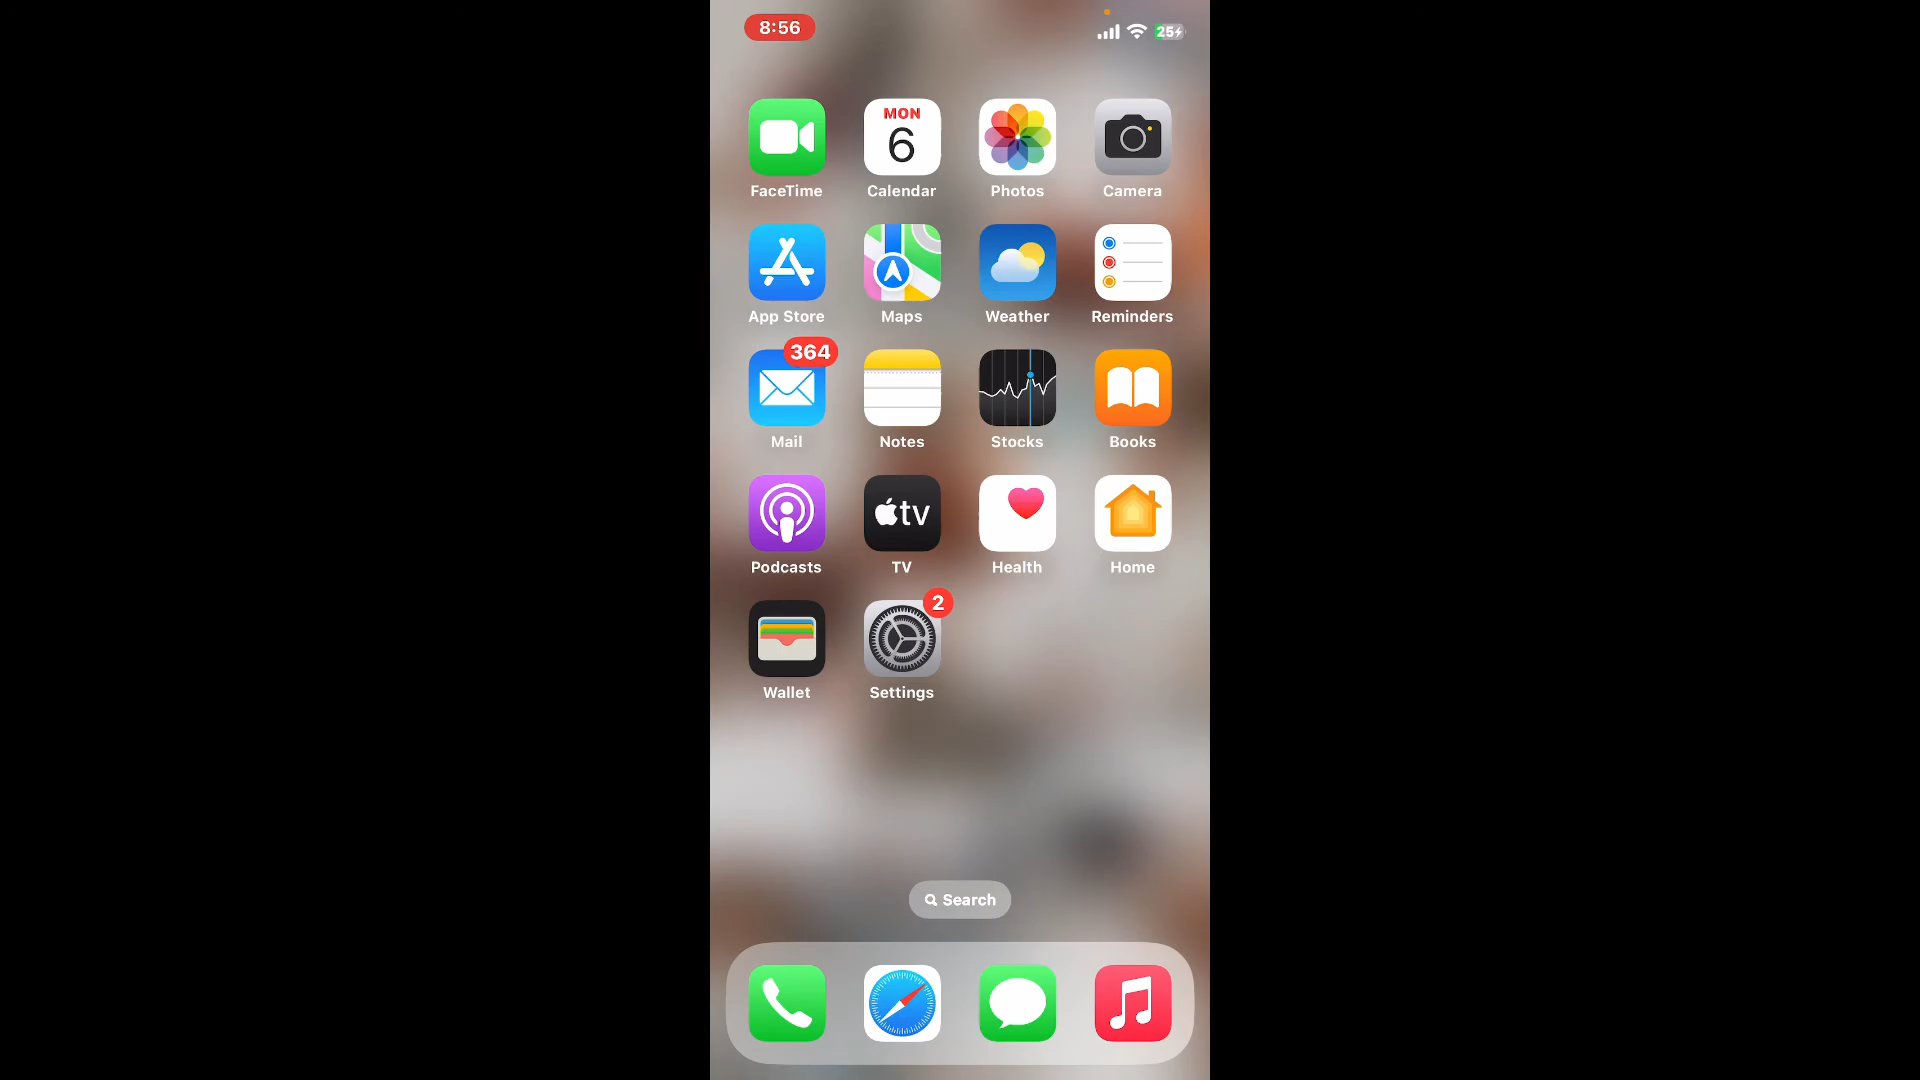 8:56
25
MON
6
FaceTime
Calendar
Photos
Camera
App Store
Maps
Weather
Reminders
364
Mail
Notes
Stocks
Books
tv
Podcasts
TV
Health
Home
2
Wallet
Settings
Search